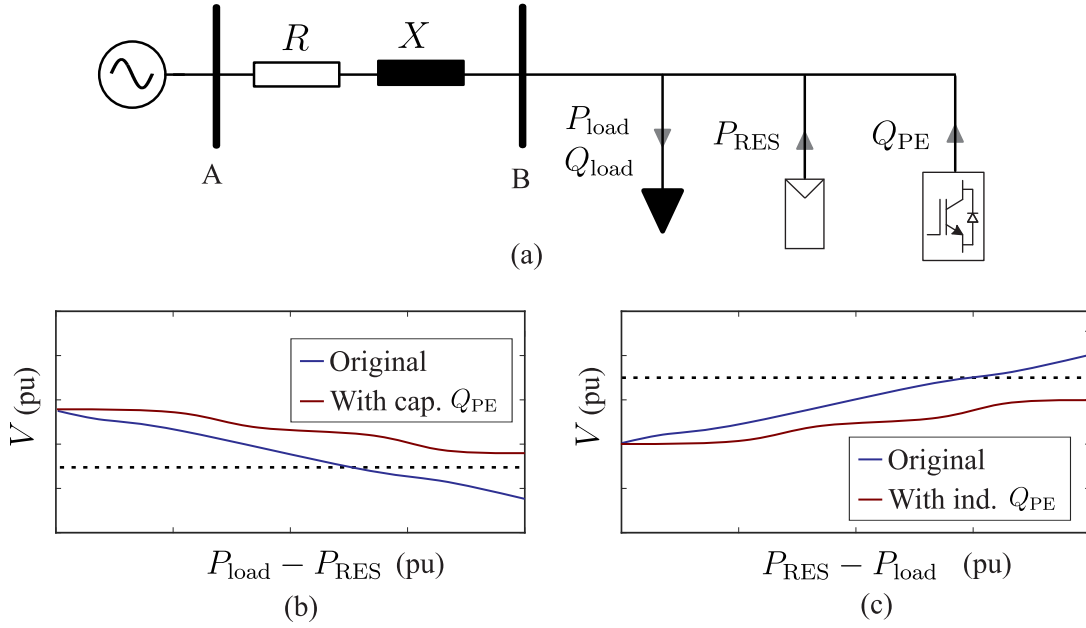 R X
P_load
Q_load
P_RES
Q_PE
A
B
(a)
V (pu)
Original
With cap. Q_PE
P_load − P_RES (pu)
(b)
V (pu)
Original
With ind. Q_PE
P_RES − P_load (pu)
(c)